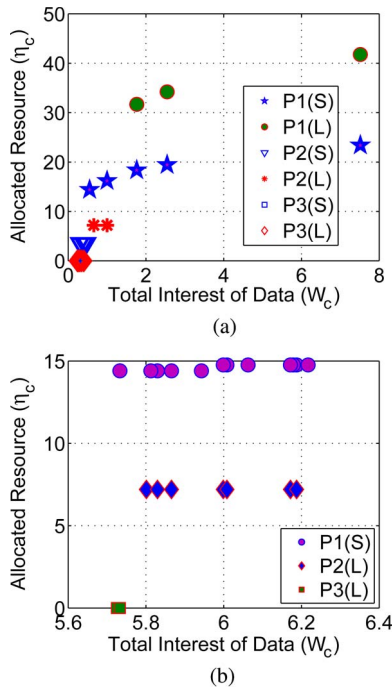 50
40
30
20
10
0
Allocated Resource (ηc)
P1(S)
P1(L)
P2(S)
P2(L)
P3(S)
P3(L)
0 2 4 6 8
Total Interest of Data (Wc)
(a)
15
10
5
0
Allocated Resource (ηc)
P1(S)
P2(L)
P3(L)
5.6 5.8 6 6.2 6.4
Total Interest of Data (Wc)
(b)